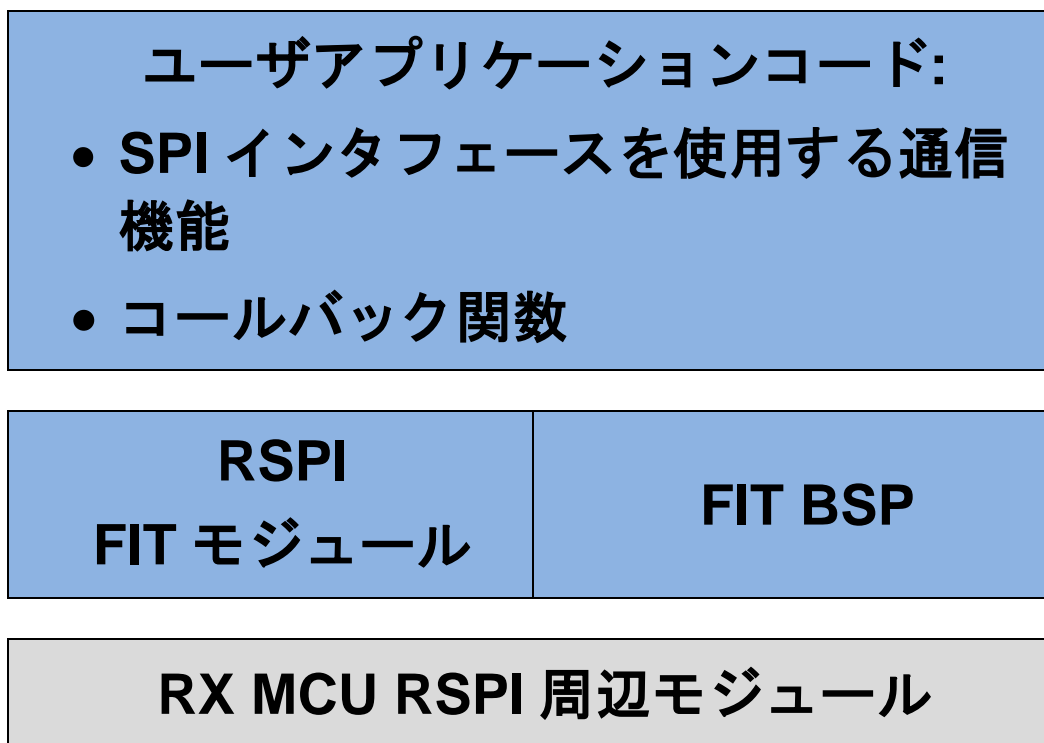 ユーザアプリケーションコード:
• SPI インタフェースを使用する通信
機能
• コールバック関数
RSPI
FIT モジュール
FIT BSP
RX MCU RSPI 周辺モジュール